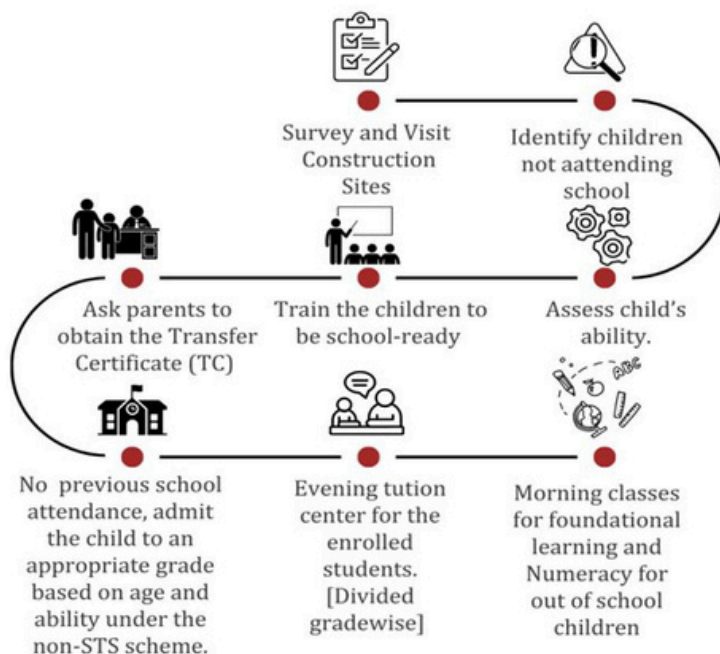 Survey and Visit
Construction
Sites
Identify children
not aattending
school
Assess child's
ability.
Train the children to
be school-ready
Ask parents to
obtain the Transfer
Certificate (TC)
No previous school
attendance, admit
the child to an
appropriate grade
based on age and
ability under the
non-STS scheme.
Evening tution
center for the
enrolled
students.
[Divided
gradewise]
ABC
Morning classes
for foundational
learning and
Numeracy for
out of school
children